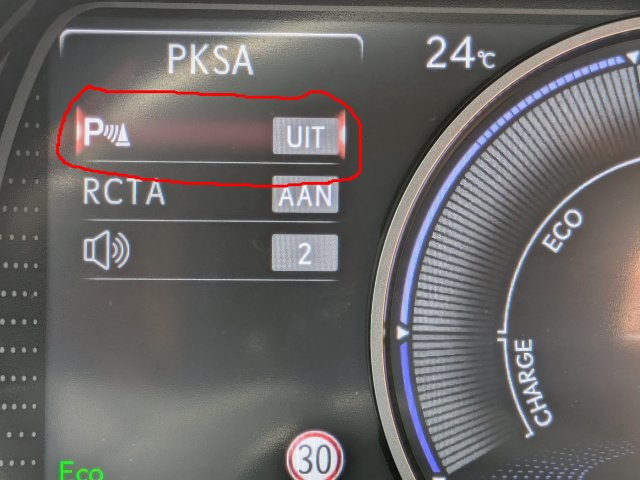 PKSA
24°C
P UIT
RCTA AAN
2
ECO
CHARGE
30
Eco